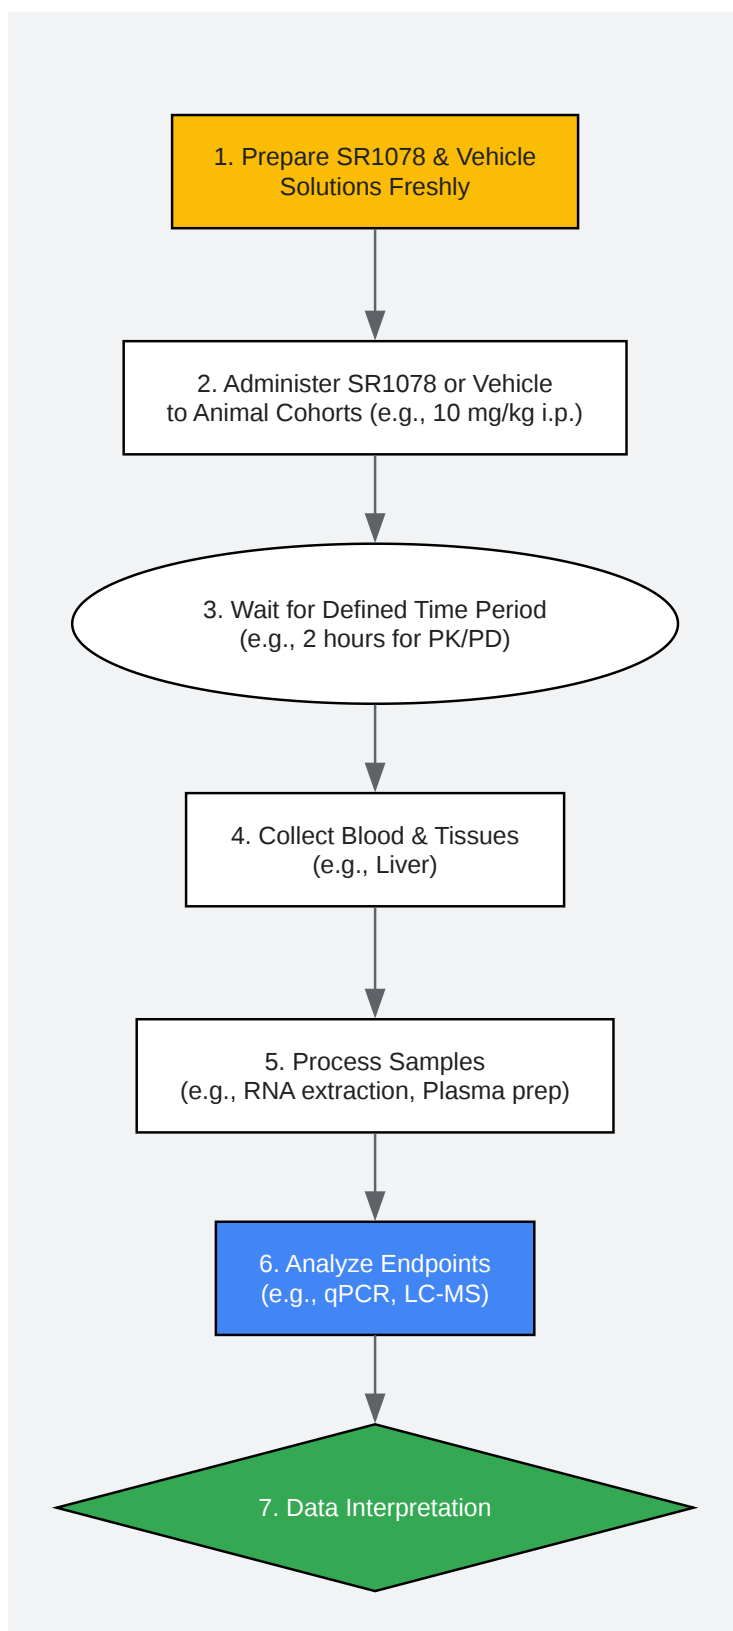 1. Prepare SR1078 & Vehicle
Solutions Freshly
2. Administer SR1078 or Vehicle
to Animal Cohorts (e.g., 10 mg/kg i.p.)
3. Wait for Defined Time Period
(e.g., 2 hours for PK/PD)
4. Collect Blood & Tissues
(e.g., Liver)
5. Process Samples
(e.g., RNA extraction, Plasma prep)
6. Analyze Endpoints
(e.g., qPCR, LC-MS)
7. Data Interpretation